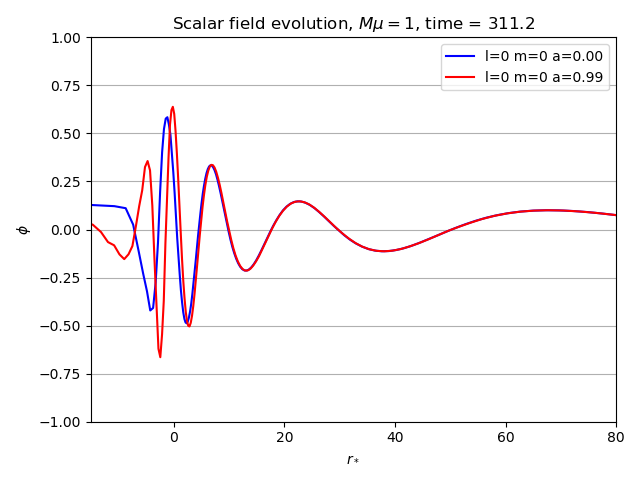 Scalar field evolution, Mμ = 1, time = 311.2
l=0 m=0 a=0.00
l=0 m=0 a=0.99
1.00
0.75
0.50
0.25
0.00
−0.25
−0.50
−0.75
−1.00
ϕ
0 20 40 60 80
r*